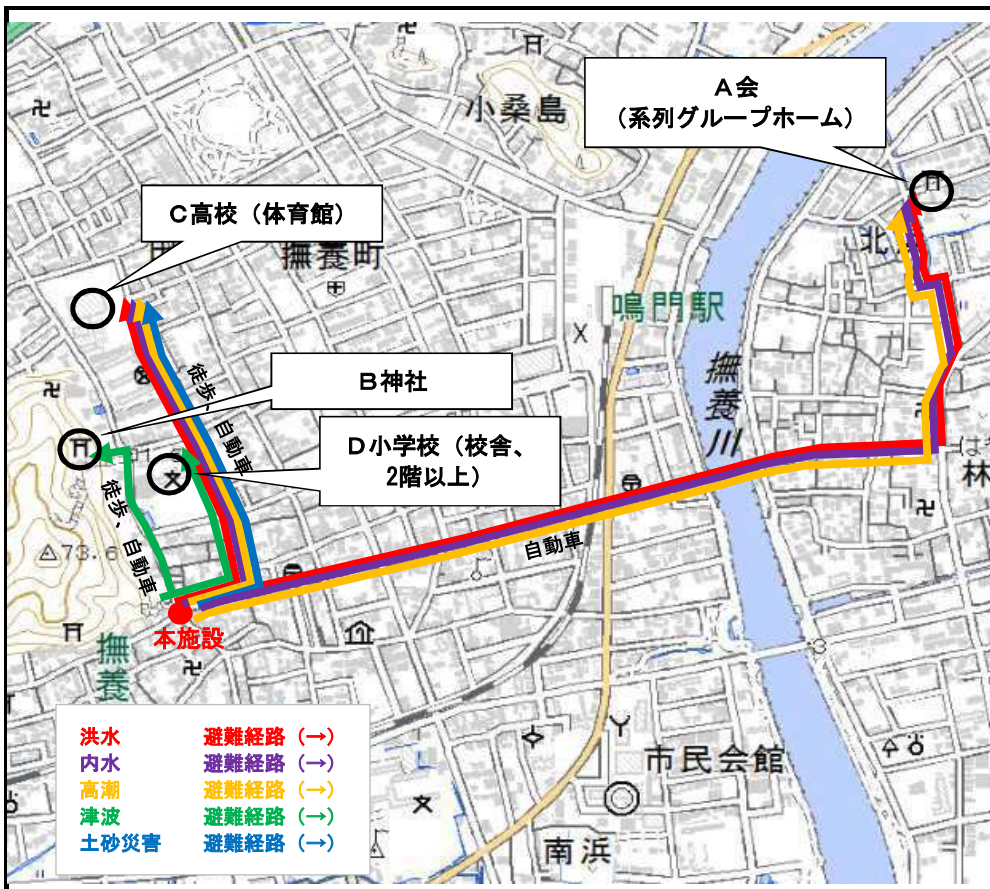 小桑島
A会
(系列グループホーム)
C高校(体育館)
撫養町
鳴門駅
北
B神社
撫養川
徒歩、自動車
D小学校(校舎、
2階以上)
徒歩、自動車
林
73.6
自動車
本施設
撫養
洪水 避難経路(→)
内水 避難経路(→)
高潮 避難経路(→)
津波 避難経路(→)
土砂災害 避難経路(→)
市民会館
南浜